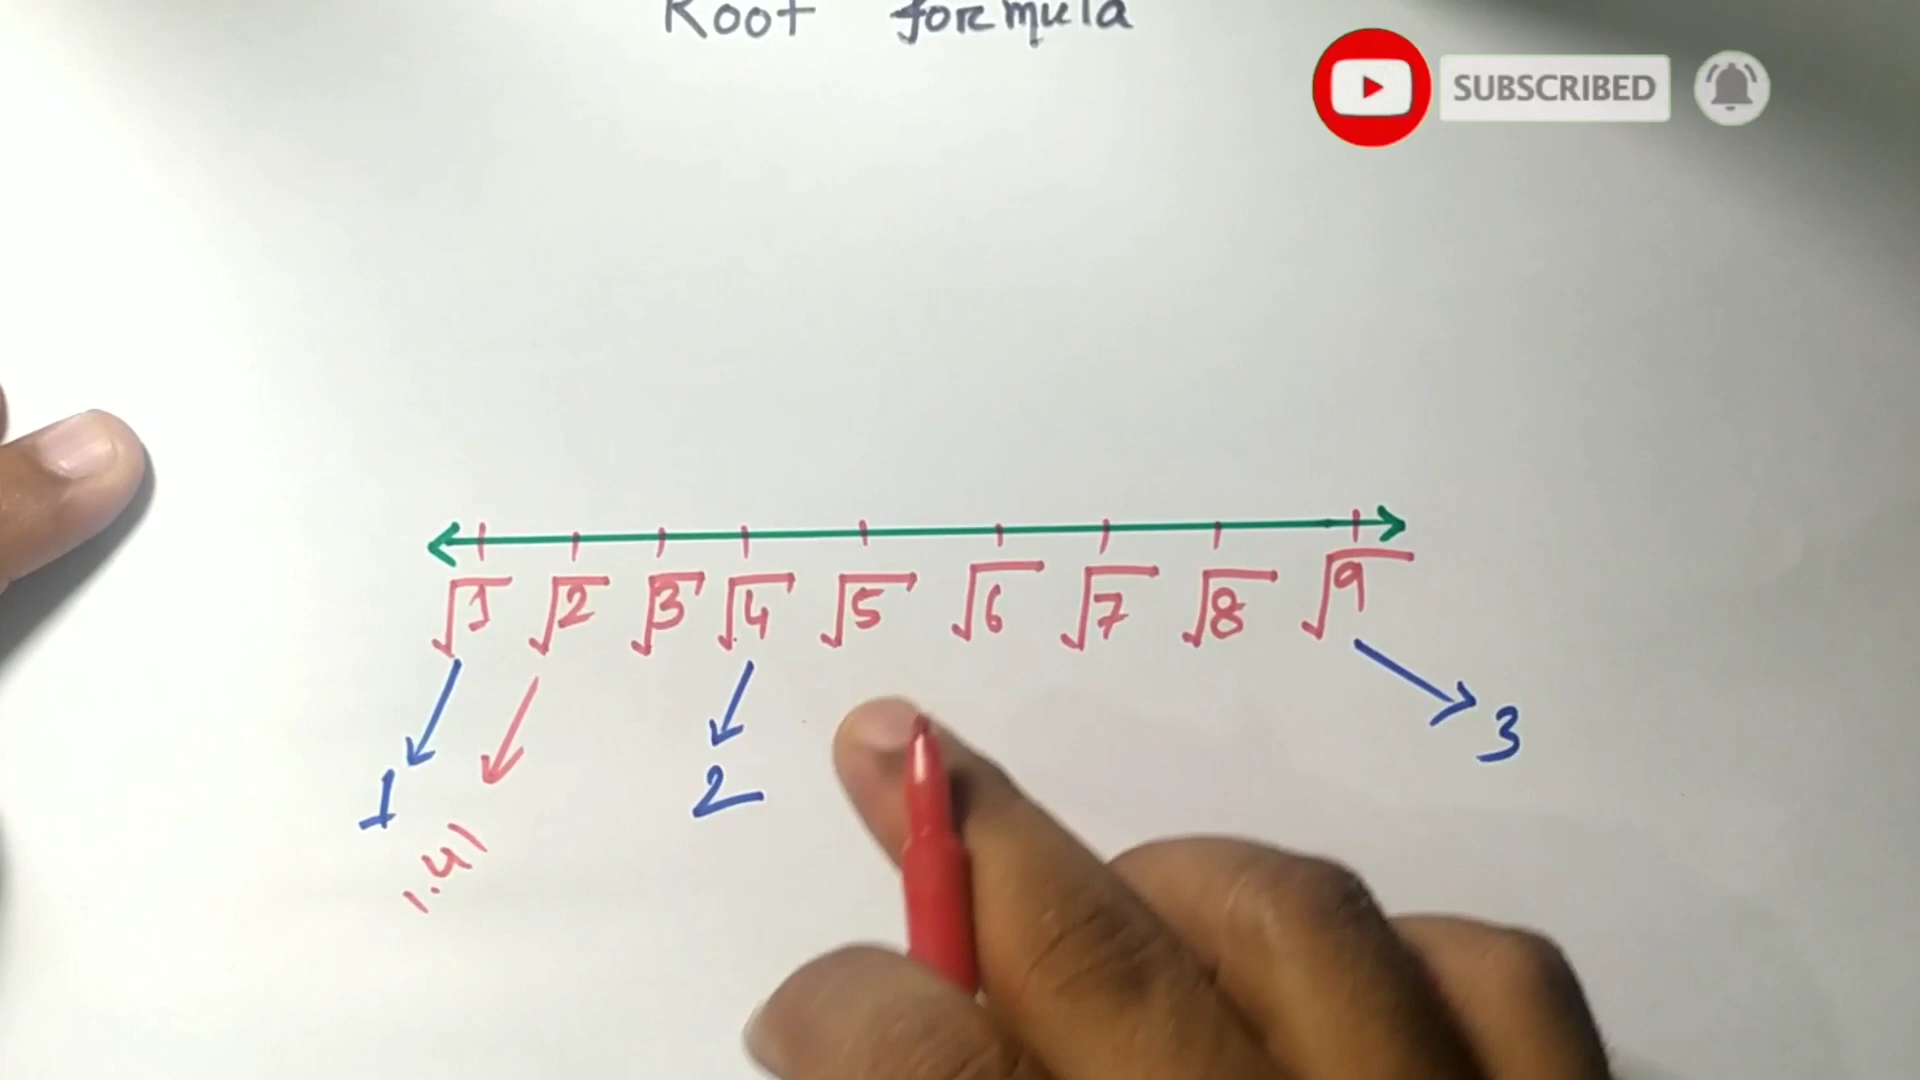 Root formula
SUBSCRIBED
√1 √2 √3 √4 √5 √6 √7 √8 √9
1 1.41 2 3